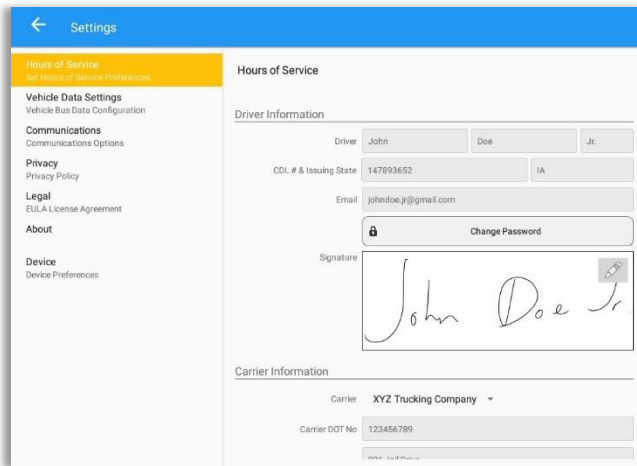 Settings
Hours of Service
Set Hours of Service Preferences
Vehicle Data Settings
Vehicle Bus Data Configuration
Communications
Communications Options
Privacy
Privacy Policy
Legal
EULA License Agreement
About
Device
Device Preferences
Hours of Service
Driver Information
Driver John Doe Jr.
CDL # & Issuing State 147893652 IA
Email johndoe.jr@gmail.com
Change Password
Signature John Doe Jr.
Carrier Information
Carrier XYZ Trucking Company
Carrier DOT No 123456789